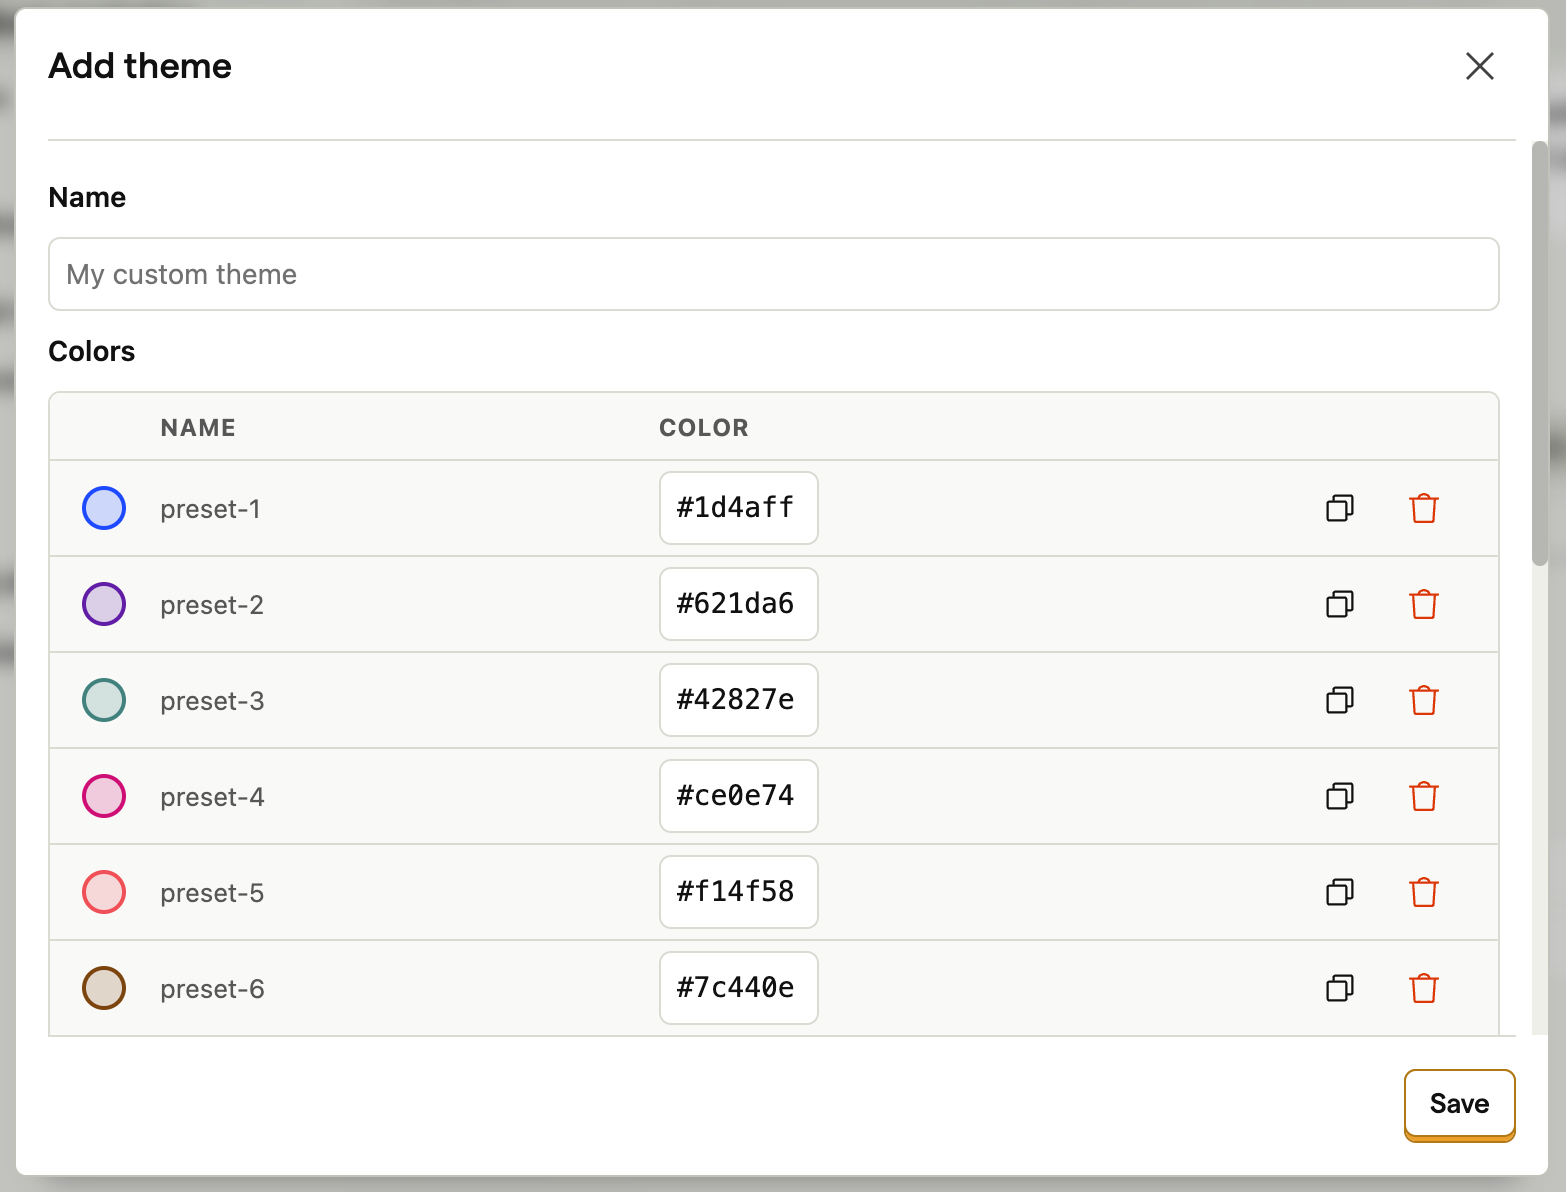 Add theme
Name
My custom theme
Colors
NAME COLOR
preset-1 #1d4aff
preset-2 #621da6
preset-3 #42827e
preset-4 #ce0e74
preset-5 #f14f58
preset-6 #7c440e
Save